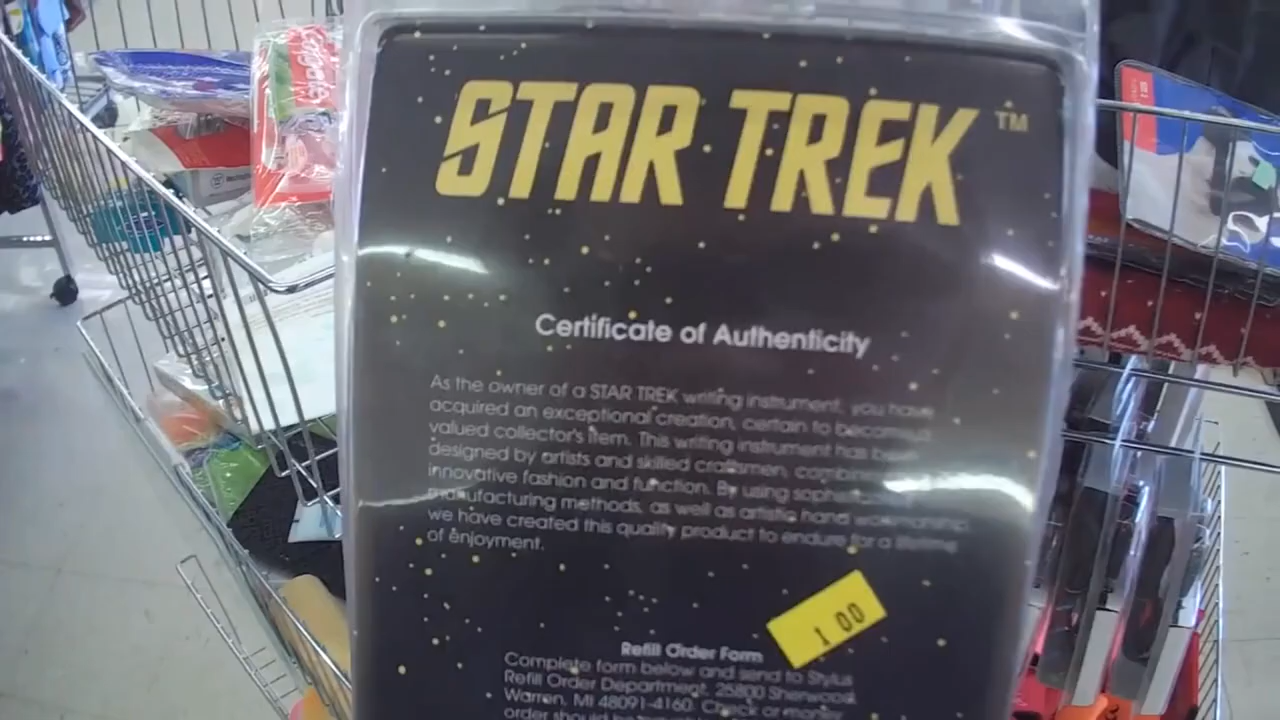 STAR TREK™
Certificate of Authenticity
As the owner of a STAR TREK writing instrument, you have
acquired an exceptional creation, certain to become a
valued collector's item. This writing instrument has been
designed by artists and skilled craftsmen,
innovative fashion and function. By using
manufacturing methods, as well as artistic hand workmanship
we have created this quality product to endure for a lifetime
of enjoyment.
1 00
Refill Order Form
Complete form below and send to Stylus
Refill Order Department, 25800 Sherwood
Warren, MI 48091-4160. Check or money
order should be